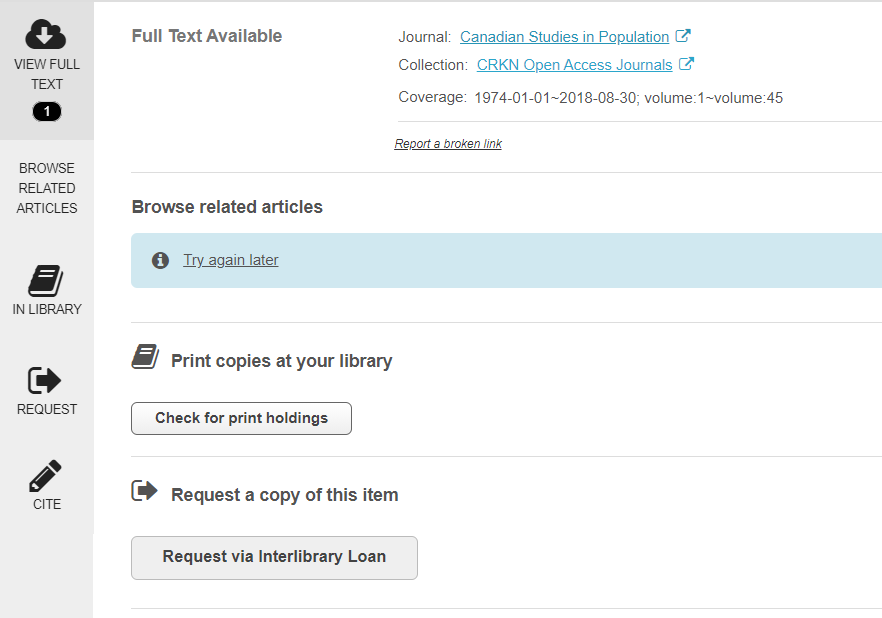 VIEW FULL
TEXT
1
BROWSE
RELATED
ARTICLES
IN LIBRARY
REQUEST
CITE
Full Text Available
Journal: Canadian Studies in Population
Collection: CRKN Open Access Journals
Coverage: 1974-01-01~2018-08-30; volume:1~volume:45
Report a broken link
Browse related articles
Try again later
Print copies at your library
Check for print holdings
Request a copy of this item
Request via Interlibrary Loan